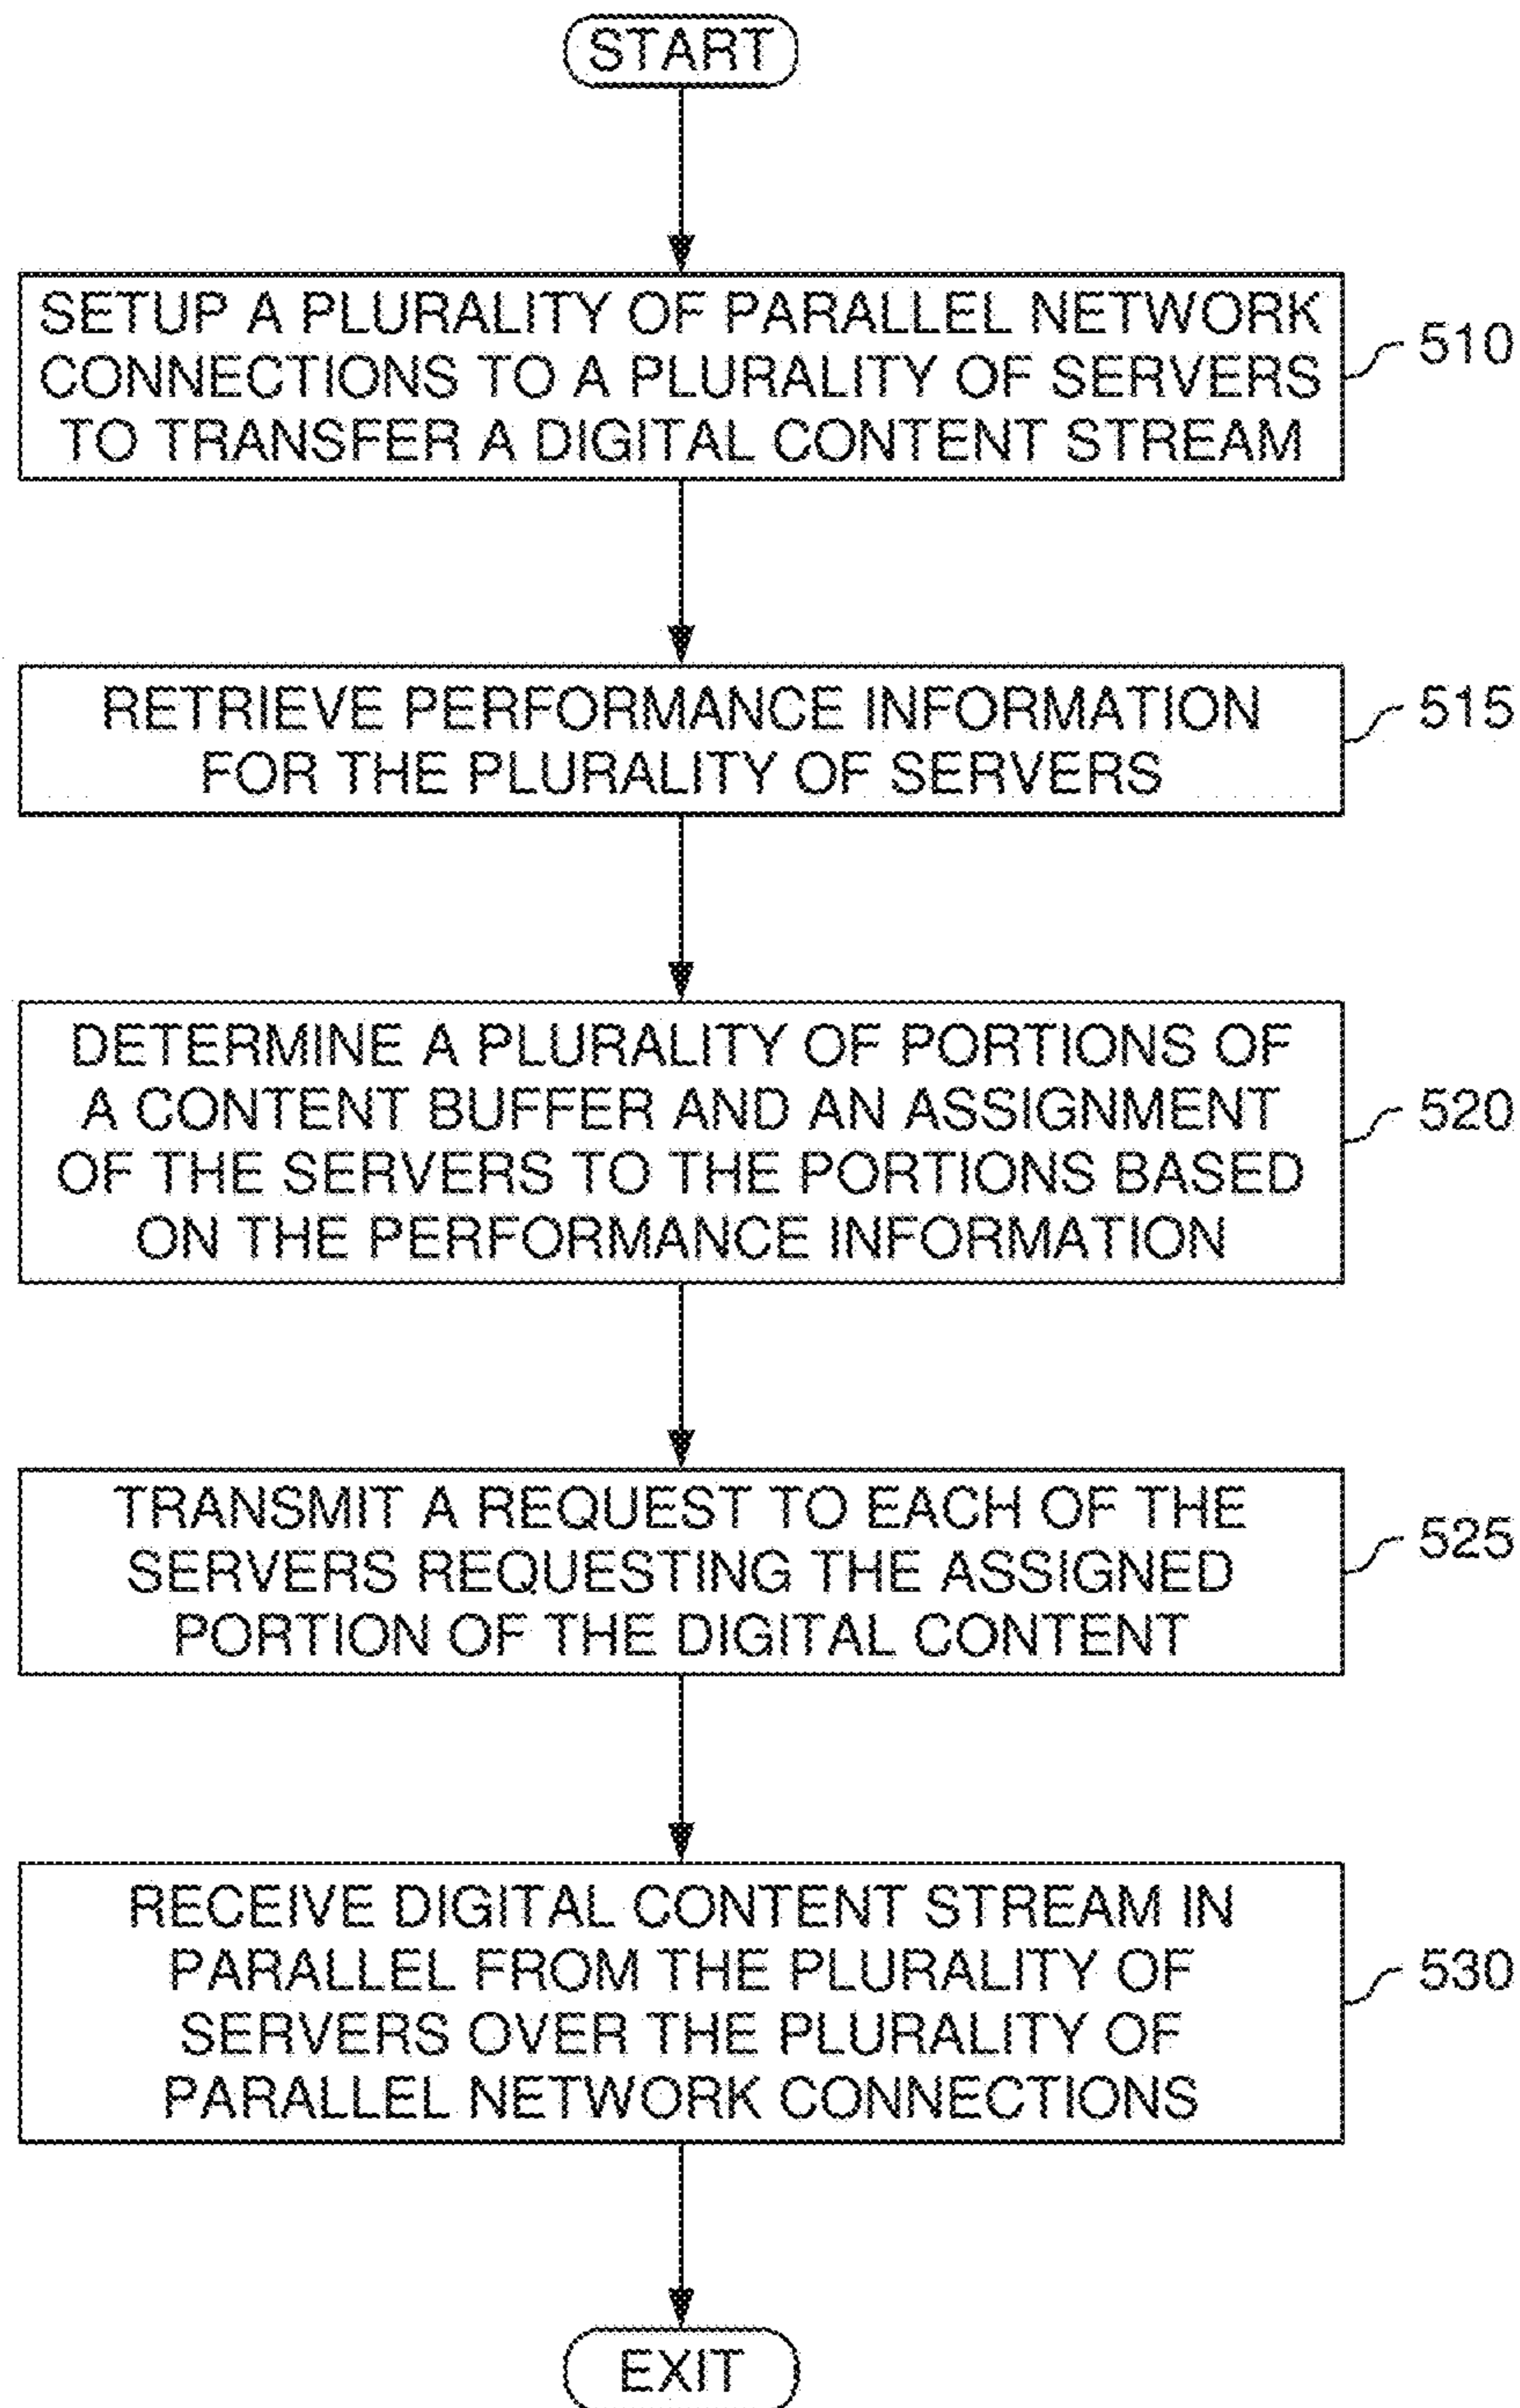 START
SETUP A PLURALITY OF PARALLEL NETWORK
CONNECTIONS TO A PLURALITY OF SERVERS
TO TRANSFER A DIGITAL CONTENT STREAM
510
RETRIEVE PERFORMANCE INFORMATION
FOR THE PLURALITY OF SERVERS
515
DETERMINE A PLURALITY OF PORTIONS OF
A CONTENT BUFFER AND AN ASSIGNMENT
OF THE SERVERS TO THE PORTIONS BASED
ON THE PERFORMANCE INFORMATION
520
TRANSMIT A REQUEST TO EACH OF THE
SERVERS REQUESTING THE ASSIGNED
PORTION OF THE DIGITAL CONTENT
525
RECEIVE DIGITAL CONTENT STREAM IN
PARALLEL FROM THE PLURALITY OF
SERVERS OVER THE PLURALITY OF
PARALLEL NETWORK CONNECTIONS
530
EXIT